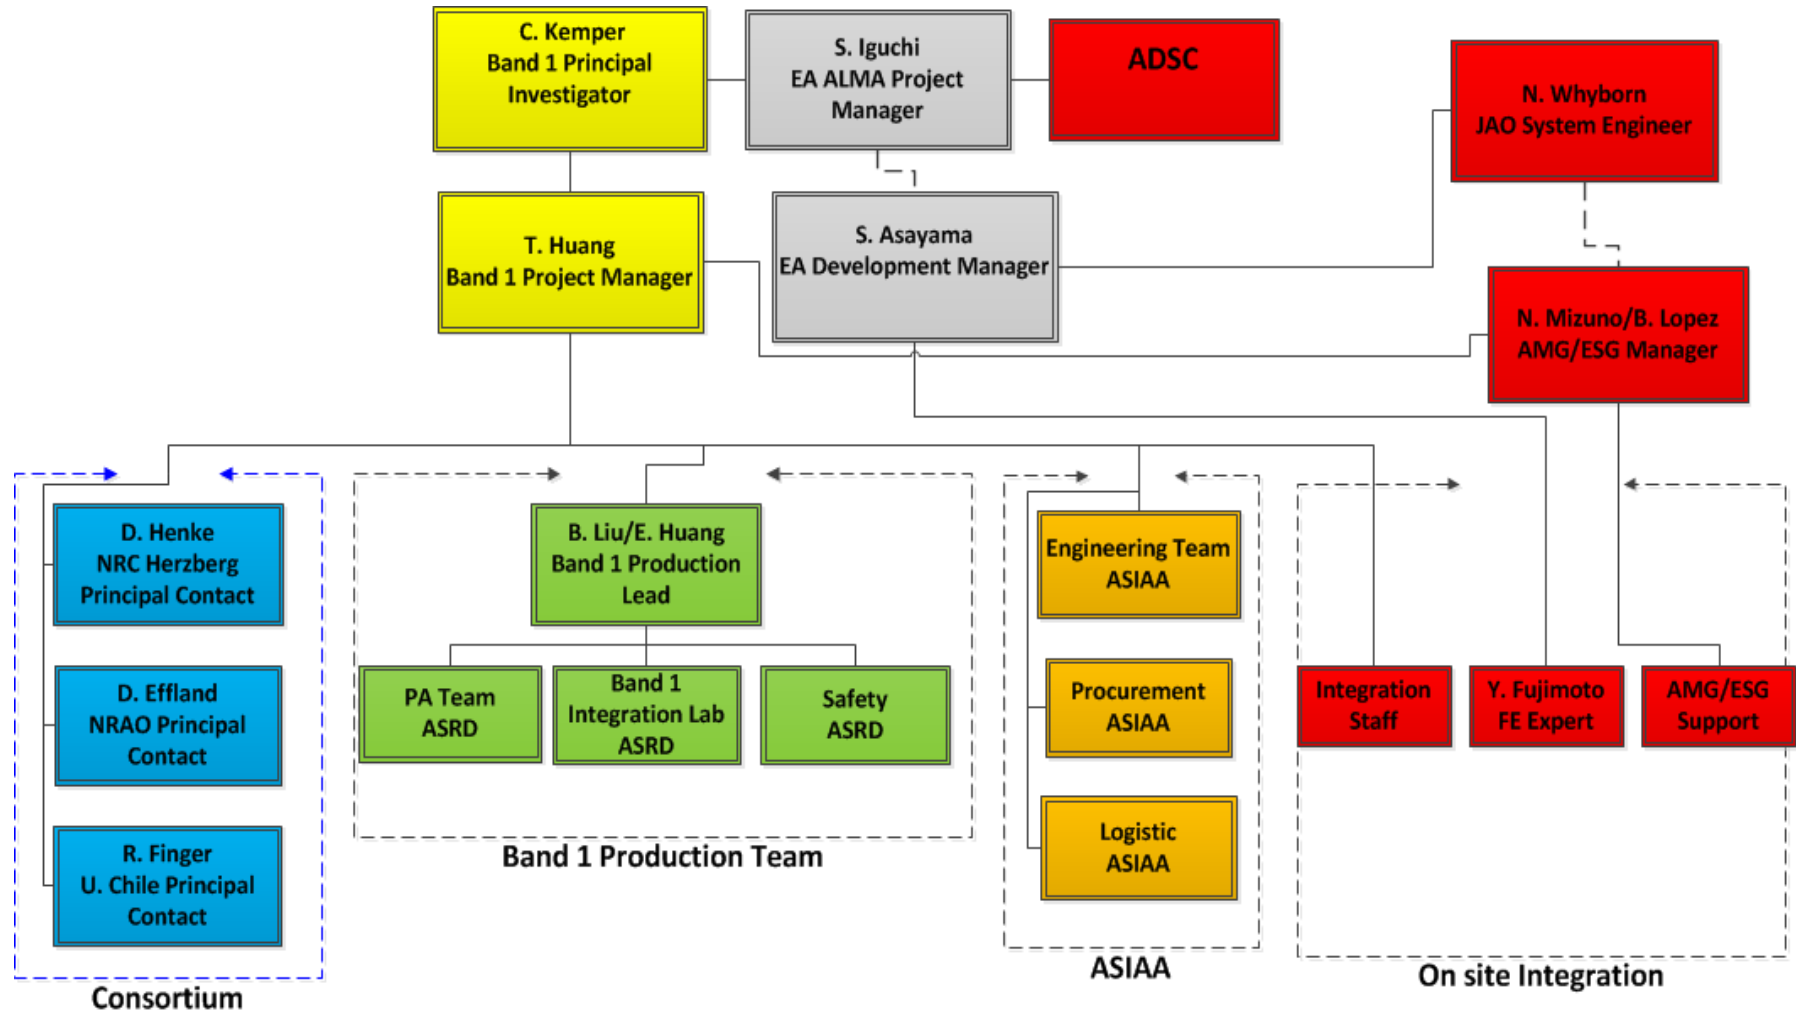 C. Kemper
Band 1 Principal
Investigator
S. Iguchi
EA ALMA Project
Manager
ADSC
N. Whyborn
JAO System Engineer
T. Huang
Band 1 Project Manager
S. Asayama
EA Development Manager
N. Mizuno/B. Lopez
AMG/ESG Manager
D. Henke
NRC Herzberg
Principal Contact
D. Effland
NRAO Principal
Contact
R. Finger
U. Chile Principal
Contact
Consortium
B. Liu/E. Huang
Band 1 Production
Lead
PA Team
ASRD
Band 1
Integration Lab
ASRD
Safety
ASRD
Band 1 Production Team
Engineering Team
ASIAA
Procurement
ASIAA
Logistic
ASIAA
ASIAA
Integration
Staff
Y. Fujimoto
FE Expert
AMG/ESG
Support
On site Integration